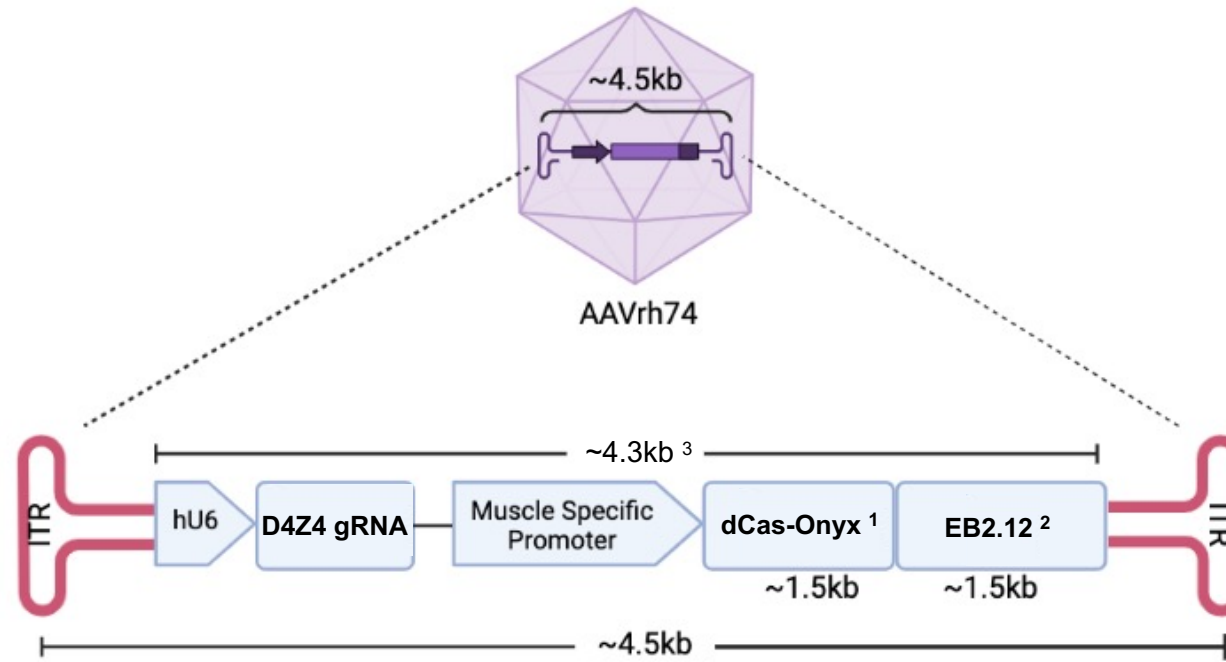 ~4.5kb
AAVrh74
~4.3kb ³
ITR
hU6
D4Z4 gRNA
Muscle Specific
Promoter
dCas-Onyx ¹
EB2.12 ²
ITR
~1.5kb
~1.5kb
~4.5kb